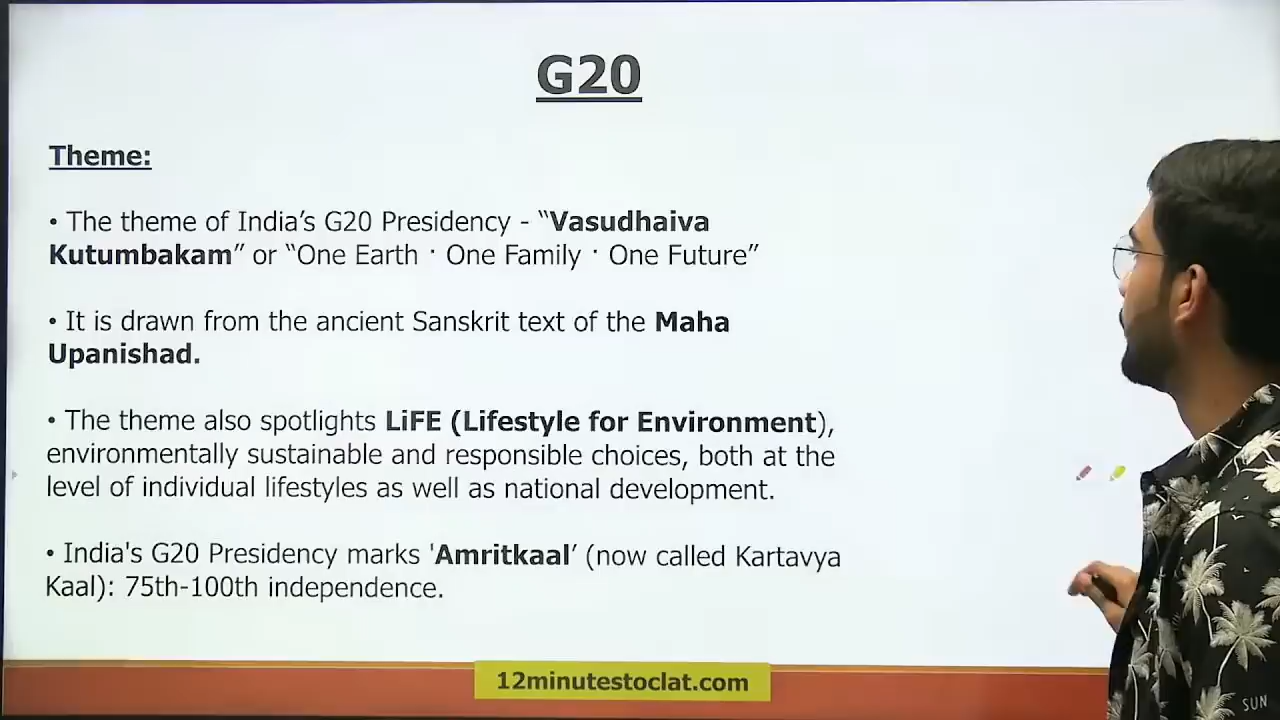 G20
Theme:
• The theme of India’s G20 Presidency - “Vasudhaiva
Kutumbakam” or “One Earth · One Family · One Future”
• It is drawn from the ancient Sanskrit text of the Maha
Upanishad.
• The theme also spotlights LiFE (Lifestyle for Environment),
environmentally sustainable and responsible choices, both at the
level of individual lifestyles as well as national development.
• India's G20 Presidency marks 'Amritkaal’ (now called Kartavya
Kaal): 75th-100th independence.
12minutestoclat.com
SUN